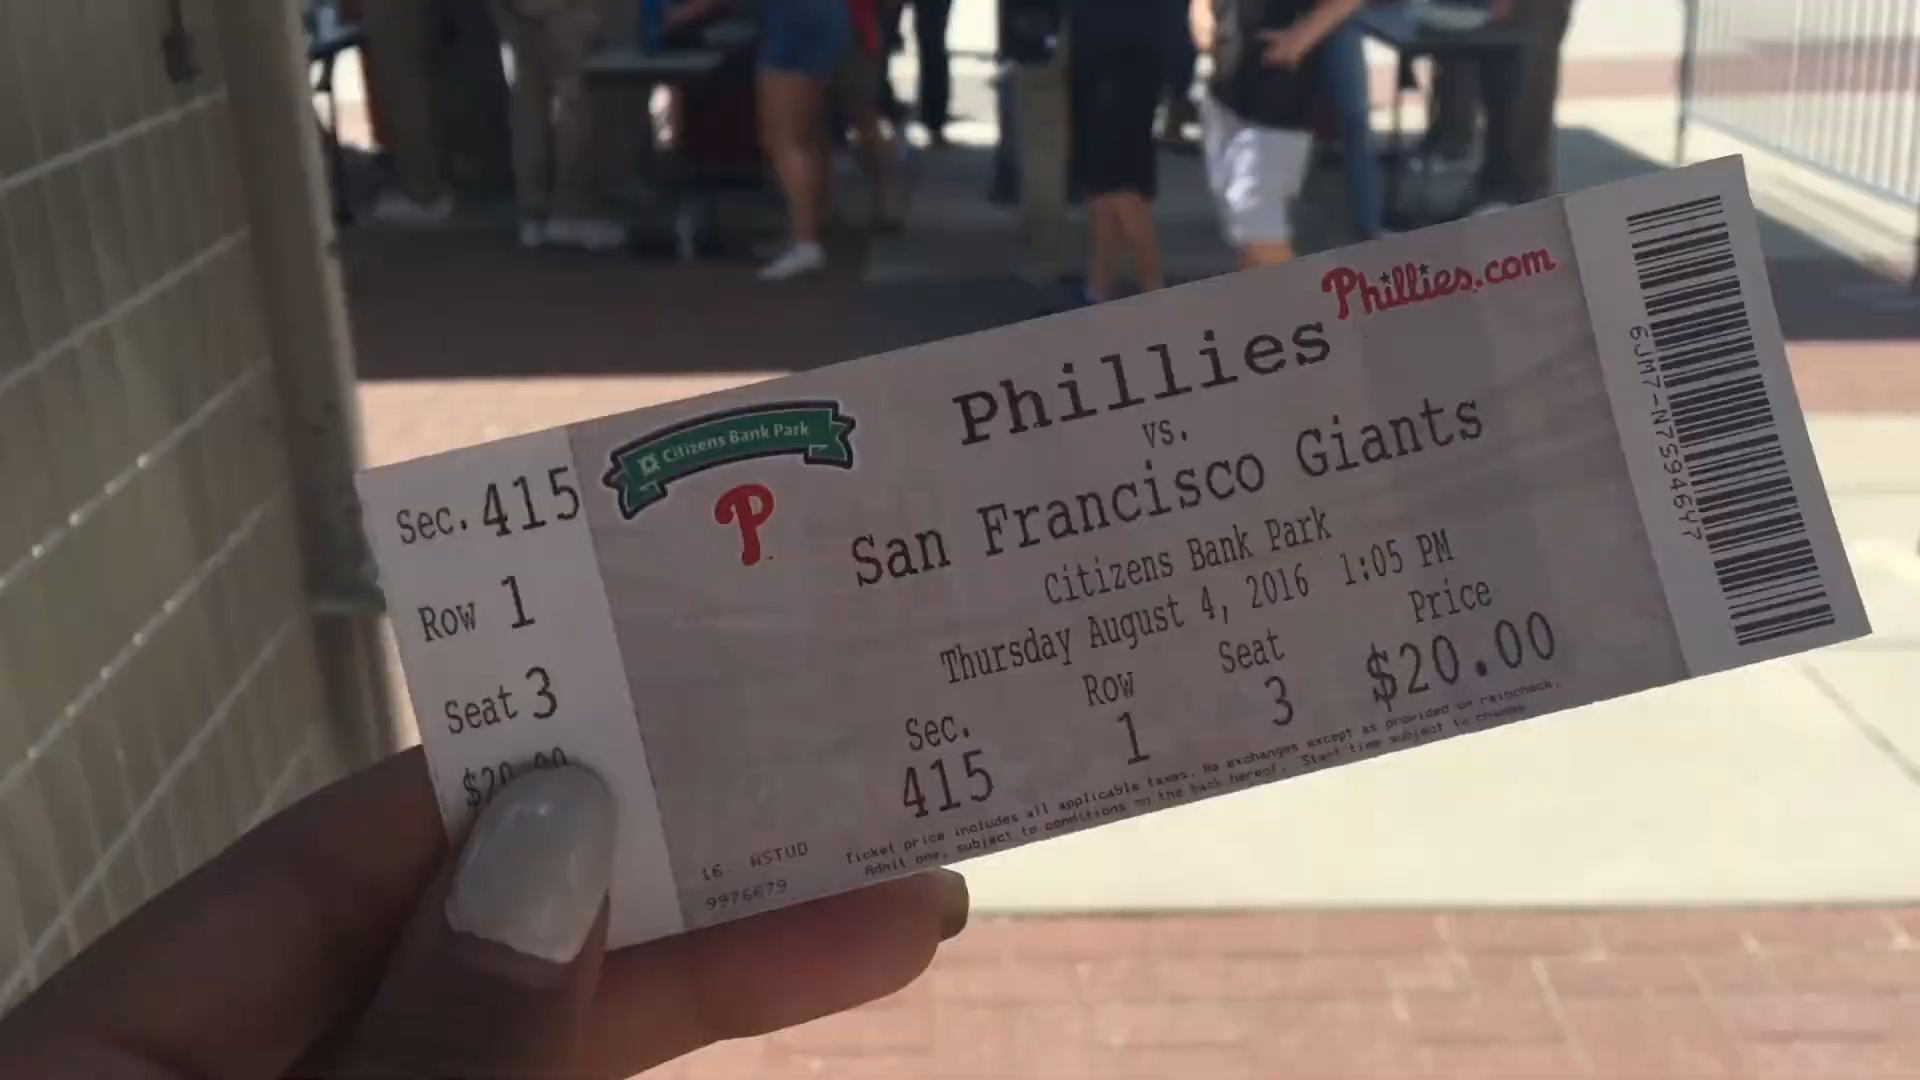 Sec. 415
Row 1
Seat 3
$20.00
Citizens Bank Park
P
Phillies.com
Phillies
vs.
San Francisco Giants
Citizens Bank Park
Thursday August 4, 2016 1:05 PM
Sec. Row Seat Price
415 1 3 $20.00
Ticket price includes all applicable taxes. No exchanges except as provided on raincheck.
Admit one, subject to conditions on the back hereof. Start time subject to change
16. WSTUD
9976679
6JM7-N7594647